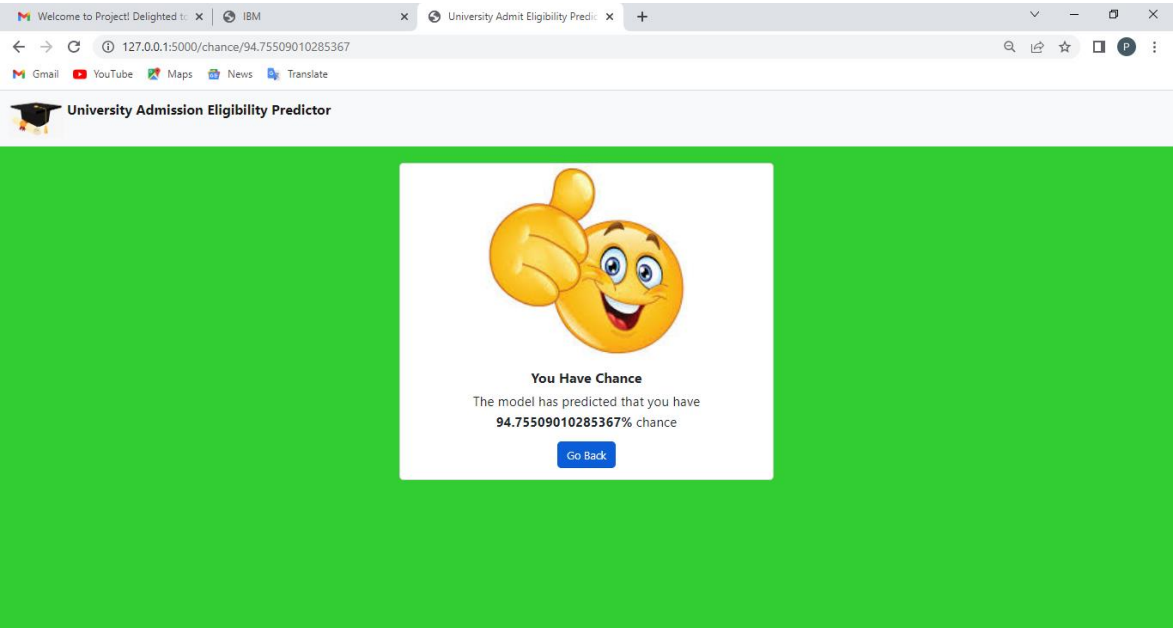 Welcome to Project! Delighted to
IBM
University Admit Eligibility Predic
127.0.0.1:5000/chance/94.75509010285367
P
Gmail
YouTube
Maps
News
Translate
University Admission Eligibility Predictor
You Have Chance
The model has predicted that you have
94.75509010285367% chance
Go Back